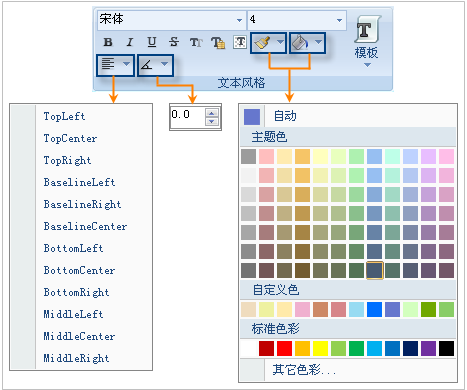 宋体 4
B I U S T T T 模板
文本风格
TopLeft
TopCenter
TopRight
BaselineLeft
BaselineRight
BaselineCenter
BottomLeft
BottomCenter
BottomRight
MiddleLeft
MiddleCenter
MiddleRight
0.0
自动
主题色
自定义色
标准色彩
其它色彩...